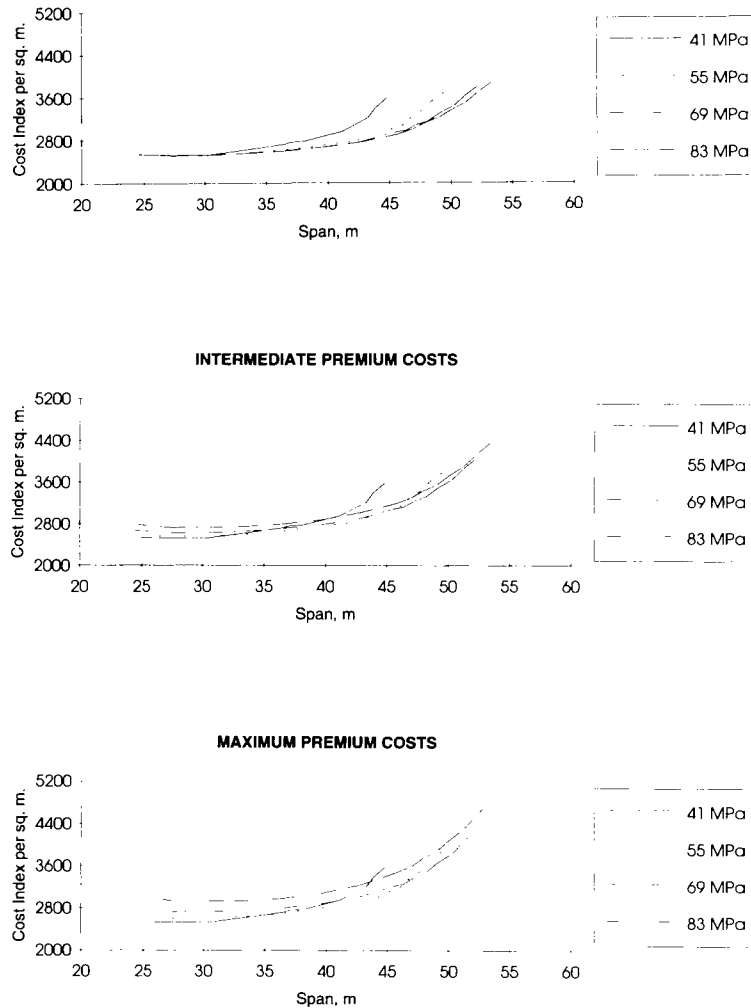 5200
4400
3600
2800
2000
Cost Index per sq. m.
20 25 30 35 40 45 50 55 60
Span, m
41 MPa
55 MPa
69 MPa
83 MPa
INTERMEDIATE PREMIUM COSTS
5200
4400
3600
2800
2000
Cost Index per sq. m.
20 25 30 35 40 45 50 55 60
Span, m
41 MPa
55 MPa
69 MPa
83 MPa
MAXIMUM PREMIUM COSTS
5200
4400
3600
2800
2000
Cost Index per sq. m.
20 25 30 35 40 45 50 55 60
Span, m
41 MPa
55 MPa
69 MPa
83 MPa